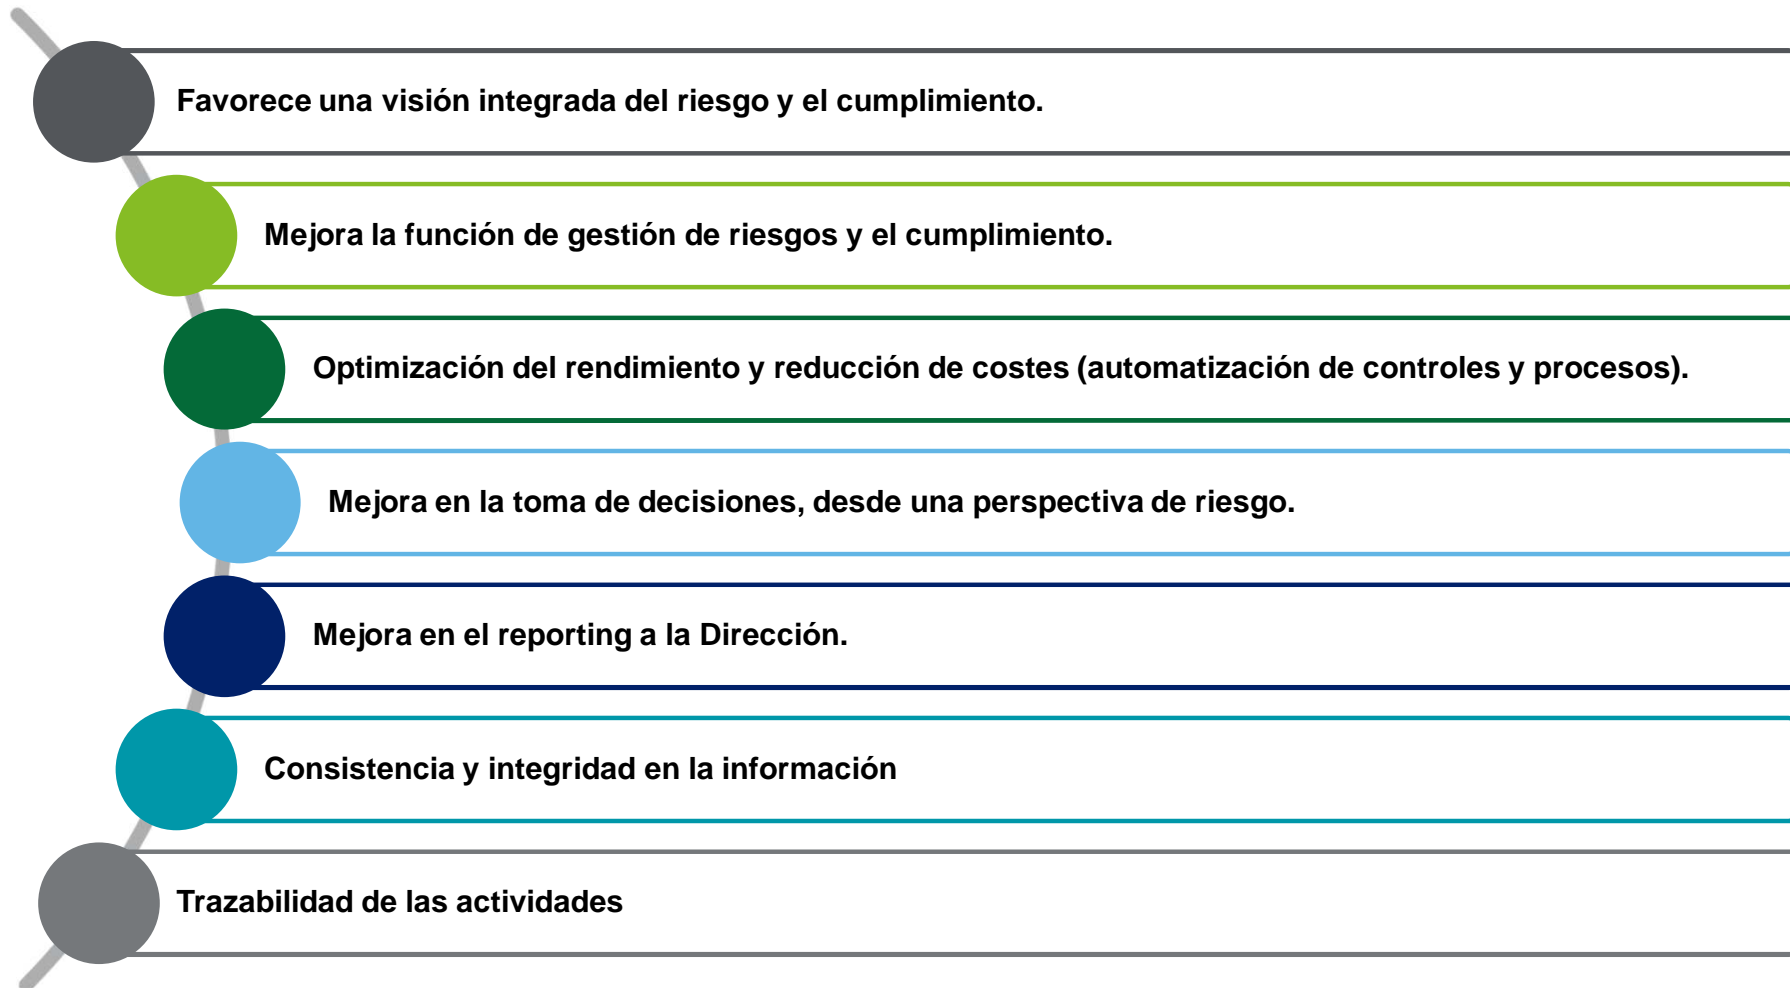 Favorece una visión integrada del riesgo y el cumplimiento.
Mejora la función de gestión de riesgos y el cumplimiento.
Optimización del rendimiento y reducción de costes (automatización de controles y procesos).
Mejora en la toma de decisiones, desde una perspectiva de riesgo.
Mejora en el reporting a la Dirección.
Consistencia y integridad en la información
Trazabilidad de las actividades